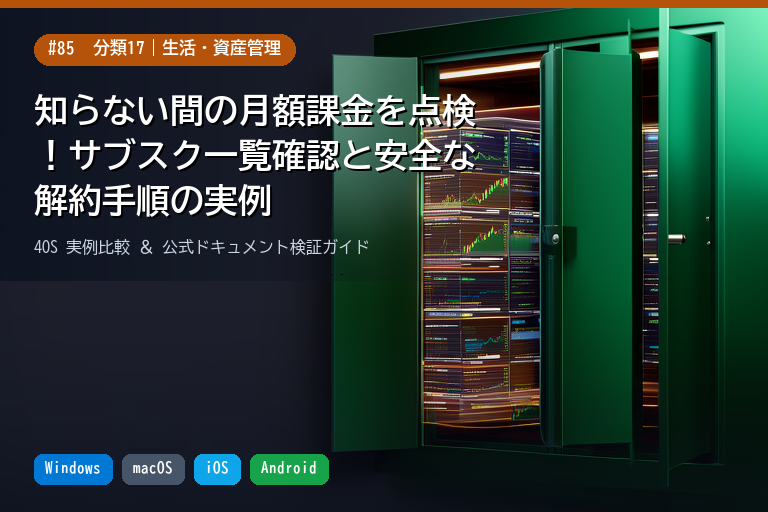 #85 分類17｜生活・資産管理
知らない間の月額課金を点検
！サブスク一覧確認と安全な
解約手順の実例
4OS 実例比較 ＆ 公式ドキュメント検証ガイド
Windows macOS iOS Android